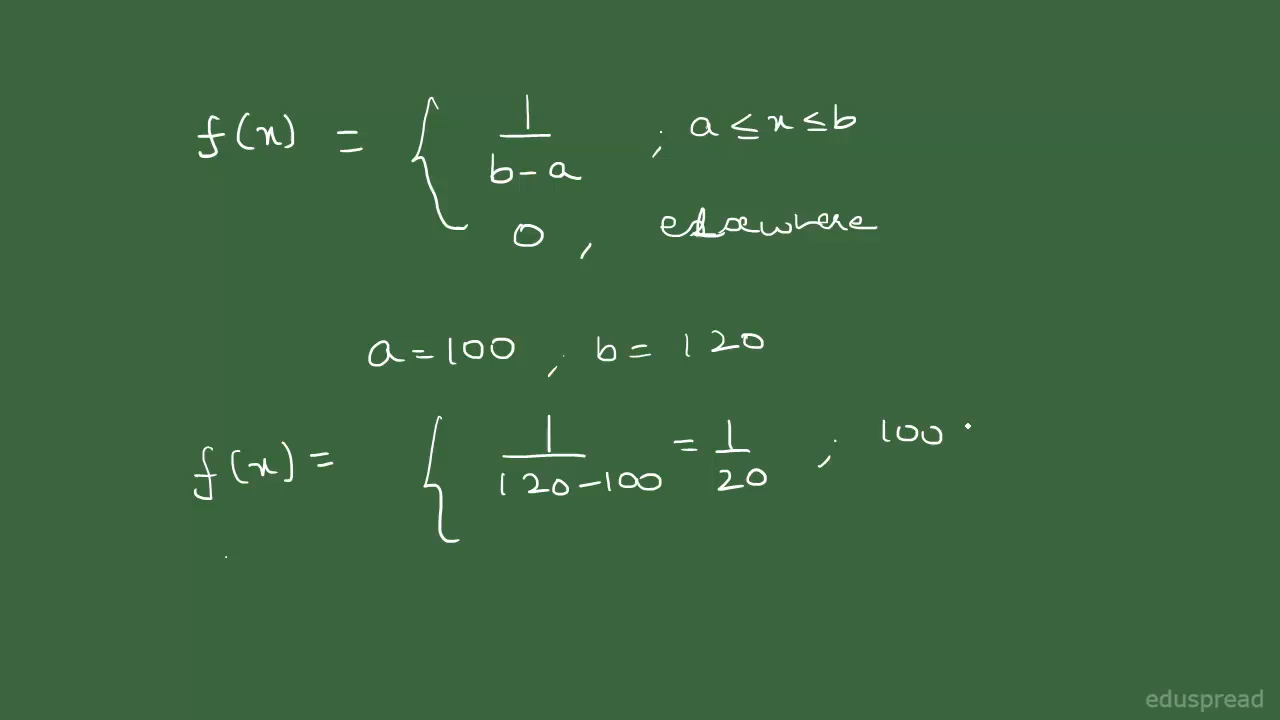 f(x) = { 1/(b-a) ; a ≤ x ≤ b
0 , elsewhere
a = 100 , b = 120
f(x) = { 1/(120-100) = 1/20 ; 100
eduspread